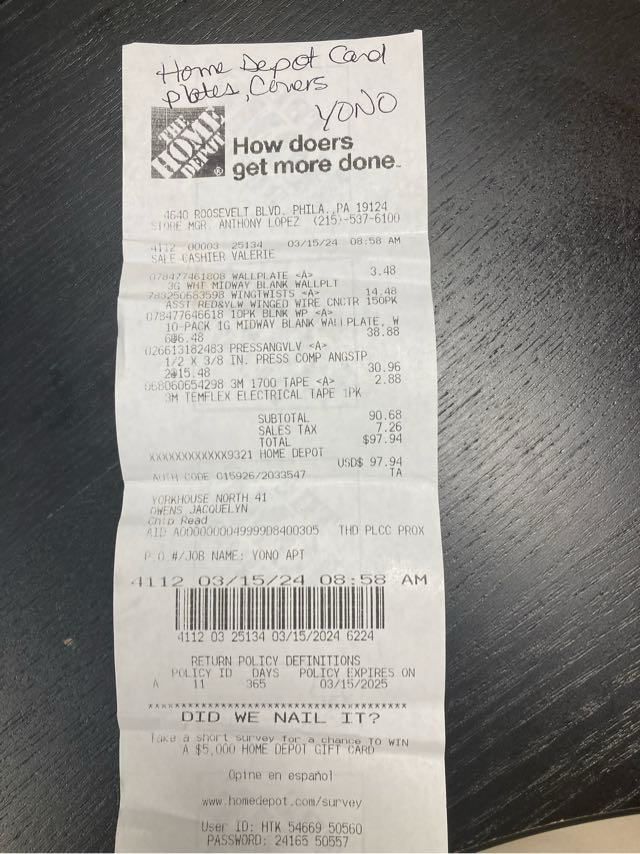 Home Depot Card
plates, Covers
YONO
THE HOME DEPOT
®
How doers
get more done.
4640 ROOSEVELT BLVD. PHILA.,PA 19124
STORE MGR. ANTHONY LOPEZ (215)-537-6100
4112 00003 25134 03/15/24 08:58 AM
SALE CASHIER VALERIE
078477461808 WALLPLATE <A> 3.48
3G WHT MIDWAY BLANK WALLPLT
783250663598 WINGTWISTS <A> 14.48
ASST RED&YLW WINGED WIRE CNCTR 150PK
078477646618 10PK BLNK WP <A>
10-PACK 1G MIDWAY BLANK WALLPLATE, W
6@6.48 38.88
026613182483 PRESSANGVLV <A>
1/2 X 3/8 IN. PRESS COMP ANGSTP
2@15.48 30.96
068060654298 3M 1700 TAPE <A> 2.88
3M TEMFLEX ELECTRICAL TAPE 1PK
SUBTOTAL 90.68
SALES TAX 7.26
TOTAL $97.94
XXXXXXXXXXXX9321 HOME DEPOT
USD$ 97.94
AUTH CODE 015926/2033547 TA
YORKHOUSE NORTH 41
OWENS JACQUELYN
Chip Read
AID A0000000049999D8400305 THD PLCC PROX
P.O.#/JOB NAME: YONO APT
4112 03/15/24 08:58 AM
4112 03 25134 03/15/2024 6224
RETURN POLICY DEFINITIONS
POLICY ID DAYS POLICY EXPIRES ON
A 11 365 03/15/2025
************************************
DID WE NAIL IT?
Take a short survey for a chance TO WIN
A $5,000 HOME DEPOT GIFT CARD
Opine en español
www.homedepot.com/survey
User ID: HTK 54669 50560
PASSWORD: 24165 50557